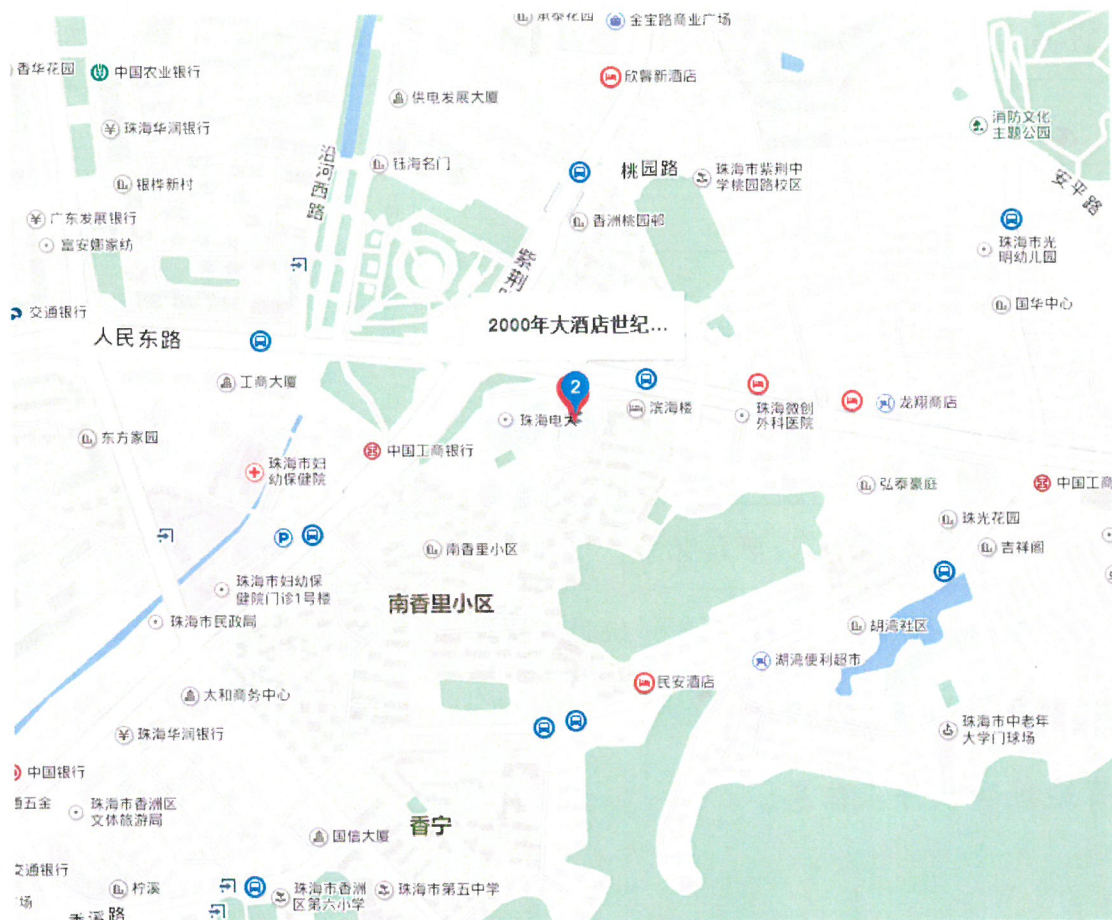 承泰花园
金宝路商业广场
香华花园
中国农业银行
欣馨新酒店
供电发展大厦
珠海华润银行
消防文化
主题公园
沿河西路
钰海名门
桃园路
珠海市紫荆中
学桃园路校区
银桦新村
安平路
广东发展银行
香洲桃园邨
富安娜家纺
珠海市光
明幼儿园
紫荆
国华中心
交通银行
人民东路
2000年大酒店世纪...
工商大厦
2
滨海楼
珠海微创
外科医院
龙翔商店
珠海电大
东方家园
中国工商银行
珠海市妇
幼保健院
弘泰豪庭
中国工商
珠光花园
P
南香里小区
吉祥阁
珠海市妇幼保
健院门诊1号楼
南香里小区
珠海市民政局
胡湾社区
湖湾便利超市
民安酒店
太和商务中心
珠海华润银行
珠海市中老年
大学门球场
中国银行
五金
珠海市香洲区
文体旅游局
香宁
国信大厦
交通银行
柠溪
珠海市香洲
区第六小学
珠海市第五中学
场
香溪路